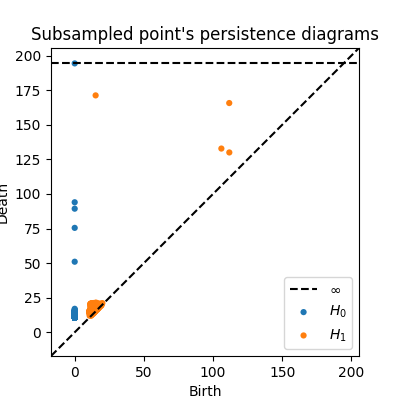 Subsampled point's persistence diagrams
200
175
150
125
100
75
50
25
0
Death
0 50 100 150 200
Birth
∞
H₀
H₁